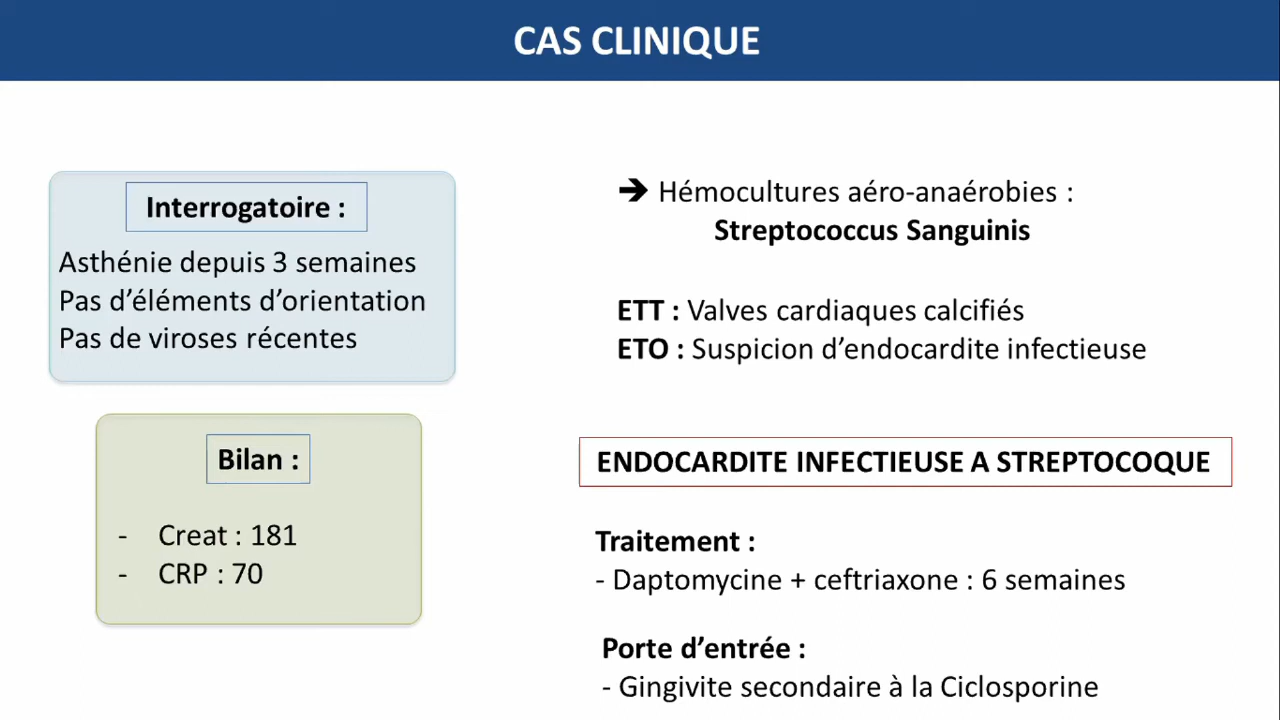 CAS CLINIQUE
Interrogatoire :
Asthénie depuis 3 semaines
Pas d’éléments d’orientation
Pas de viroses récentes
Bilan :
- Creat : 181
- CRP : 70
➔ Hémocultures aéro-anaérobies :
Streptococcus Sanguinis
ETT : Valves cardiaques calcifiés
ETO : Suspicion d’endocardite infectieuse
ENDOCARDITE INFECTIEUSE A STREPTOCOQUE
Traitement :
- Daptomycine + ceftriaxone : 6 semaines
Porte d’entrée :
- Gingivite secondaire à la Ciclosporine